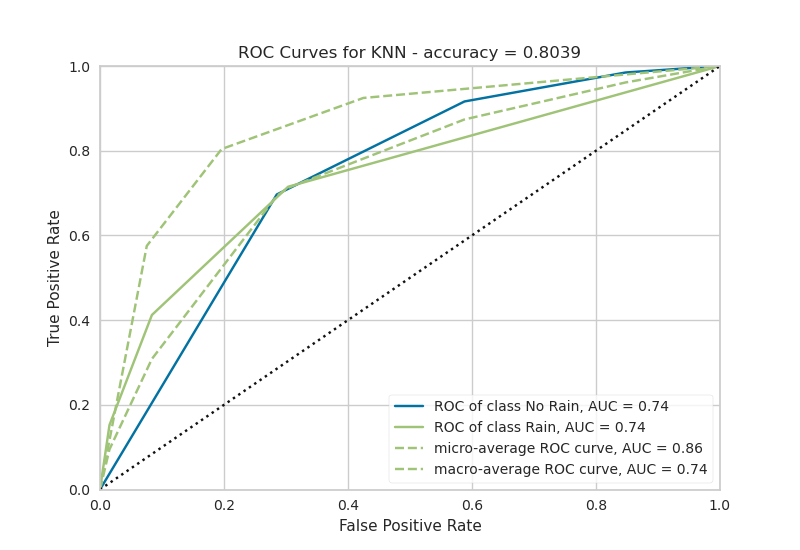 ROC Curves for KNN - accuracy = 0.8039
True Positive Rate
1.0
0.8
0.6
0.4
0.2
0.0
ROC of class No Rain, AUC = 0.74
ROC of class Rain, AUC = 0.74
micro-average ROC curve, AUC = 0.86
macro-average ROC curve, AUC = 0.74
0.0 0.2 0.4 0.6 0.8 1.0
False Positive Rate